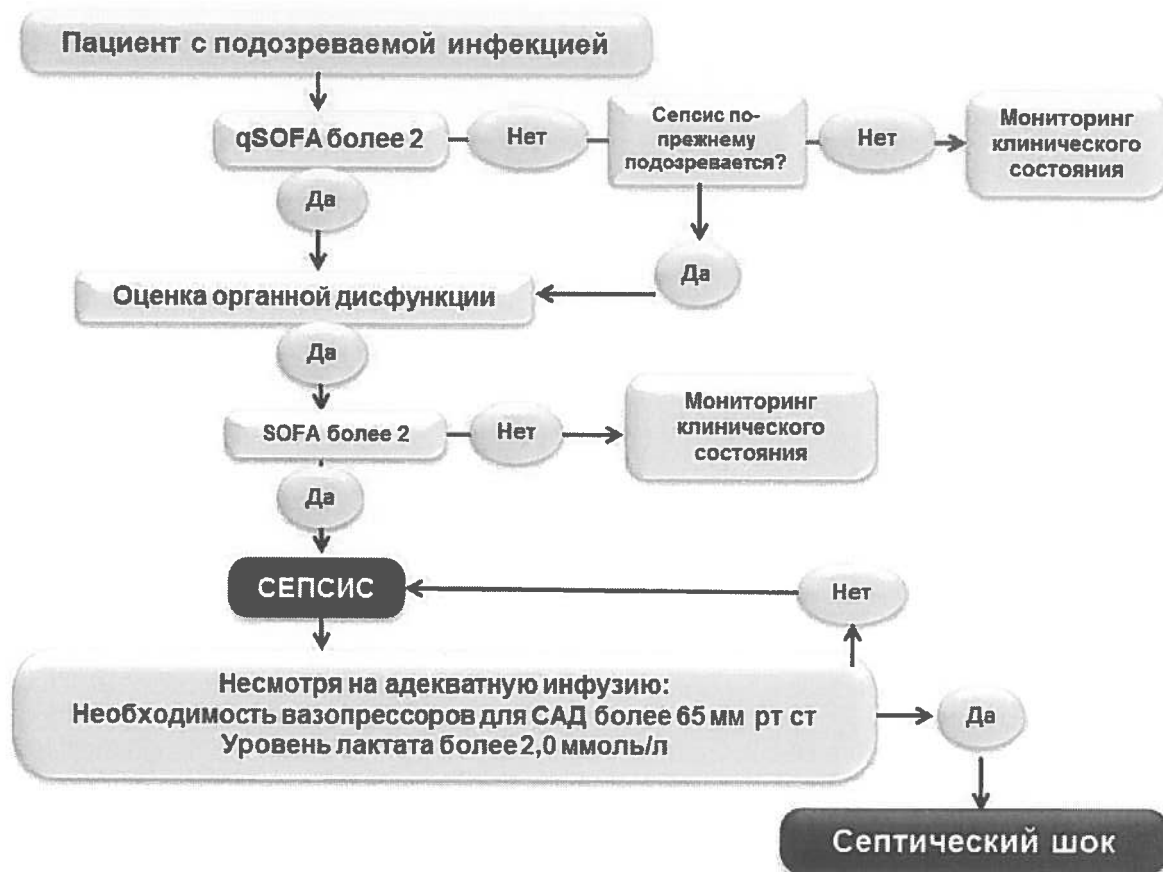 Пациент с подозреваемой инфекцией
qSOFA более 2
Нет
Сепсис по-
прежнему
подозревается?
Нет
Мониторинг
клинического
состояния
Да
Да
Оценка органной дисфункции
Да
SOFA более 2
Нет
Мониторинг
клинического
состояния
Да
СЕПСИС
Нет
Несмотря на адекватную инфузию:
Необходимость вазопрессоров для САД более 65 мм рт ст
Уровень лактата более 2,0 ммоль/л
Да
Септический шок